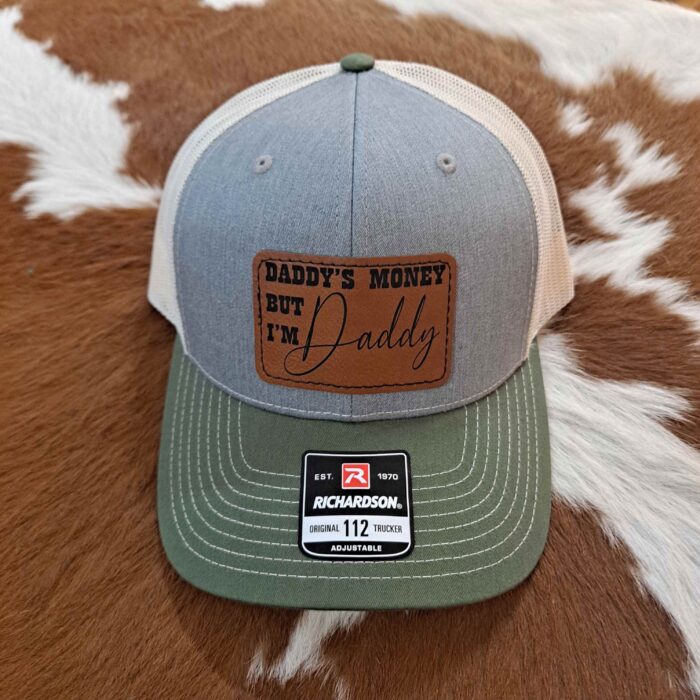 DADDY'S MONEY
BUT
I'M Daddy
EST. R 1970
RICHARDSON®
ORIGINAL 112 TRUCKER
ADJUSTABLE